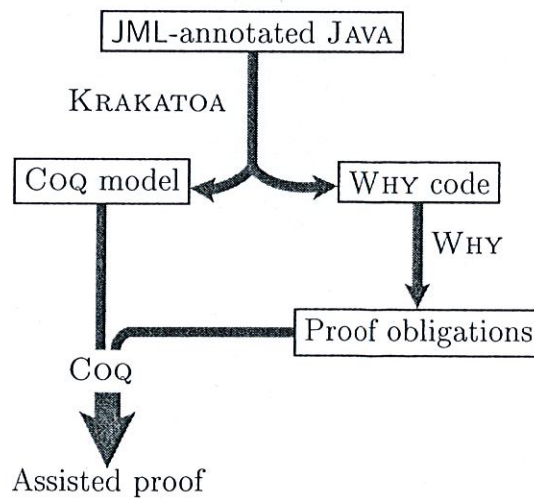 JML-annotated JAVA
KRAKATOA
COQ model
WHY code
WHY
Proof obligations
COQ
Assisted proof